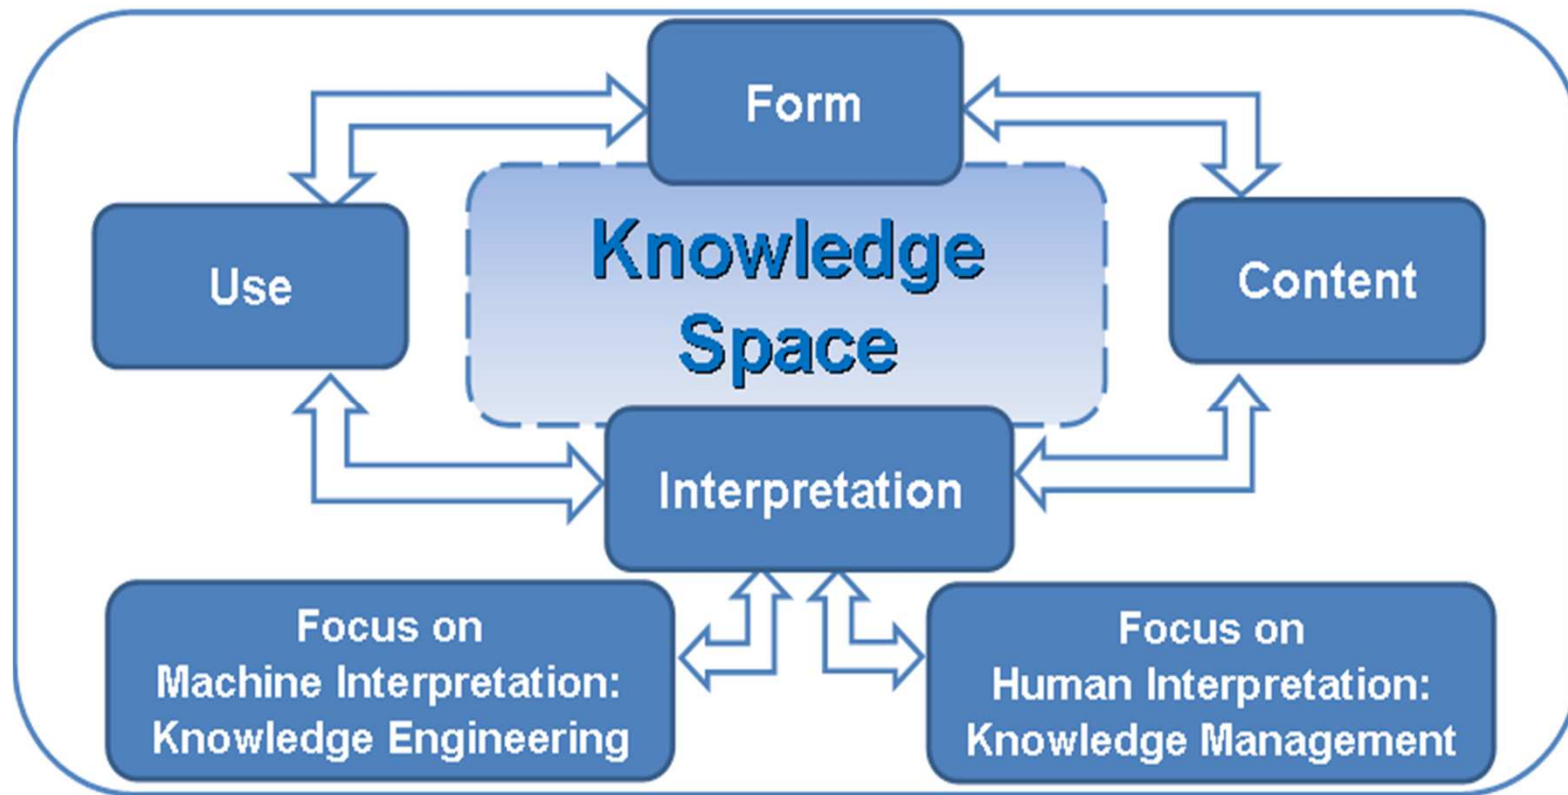 Form
Knowledge
Space
Use
Content
Interpretation
Focus on
Machine Interpretation:
Knowledge Engineering
Focus on
Human Interpretation:
Knowledge Management